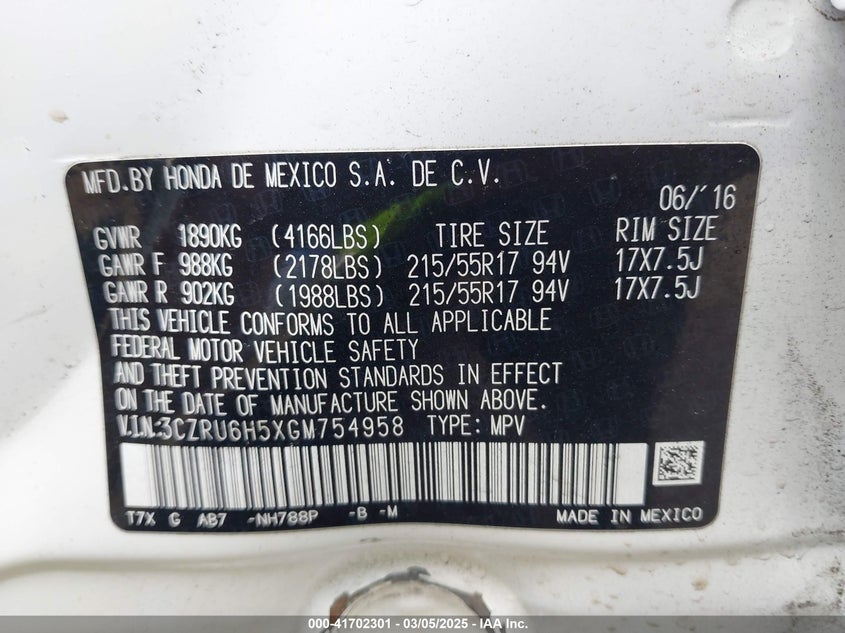 MFD.BY HONDA DE MEXICO S.A. DE C.V.
06/'16
GVWR 1890KG (4166LBS) TIRE SIZE RIM SIZE
GAWR F 988KG (2178LBS) 215/55R17 94V 17X7.5J
GAWR R 902KG (1988LBS) 215/55R17 94V 17X7.5J
THIS VEHICLE CONFORMS TO ALL APPLICABLE
FEDERAL MOTOR VEHICLE SAFETY
AND THEFT PREVENTION STANDARDS IN EFFECT
ON THE DATE OF MANUFACTURE SHOWN ABOVE.
V.I.N:3CZRU6H5XGM754958 TYPE: MPV
T7X G AB7 -NH788P -B -M MADE IN MEXICO
000-41702301 - 03/05/2025 - IAA Inc.